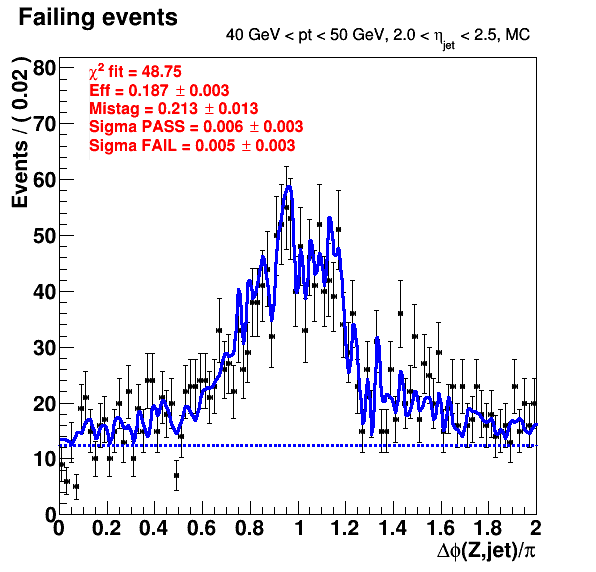 Failing events
40 GeV < pt < 50 GeV, 2.0 < η_jet < 2.5, MC
χ² fit = 48.75
Eff = 0.187 ± 0.003
Mistag = 0.213 ± 0.013
Sigma PASS = 0.006 ± 0.003
Sigma FAIL = 0.005 ± 0.003
Events / ( 0.02 )
80
70
60
50
40
30
20
10
0
0 0.2 0.4 0.6 0.8 1 1.2 1.4 1.6 1.8 2
Δϕ(Z,jet)/π